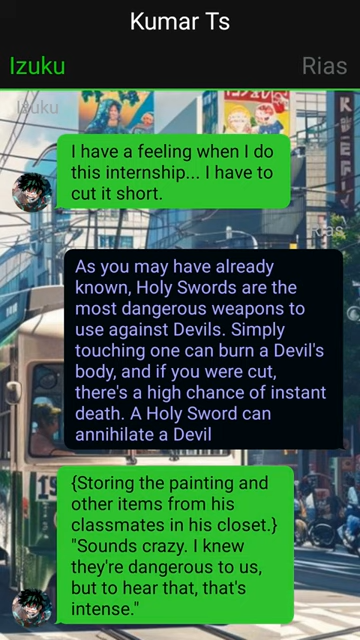 Kumar Ts
Izuku
Rias
Izuku
I have a feeling when I do
this internship... I have to
cut it short.
Rias
As you may have already
known, Holy Swords are the
most dangerous weapons to
use against Devils. Simply
touching one can burn a Devil's
body, and if you were cut,
there's a high chance of instant
death. A Holy Sword can
annihilate a Devil
{Storing the painting and
other items from his
classmates in his closet.}
"Sounds crazy. I knew
they're dangerous to us,
but to hear that, that's
intense."